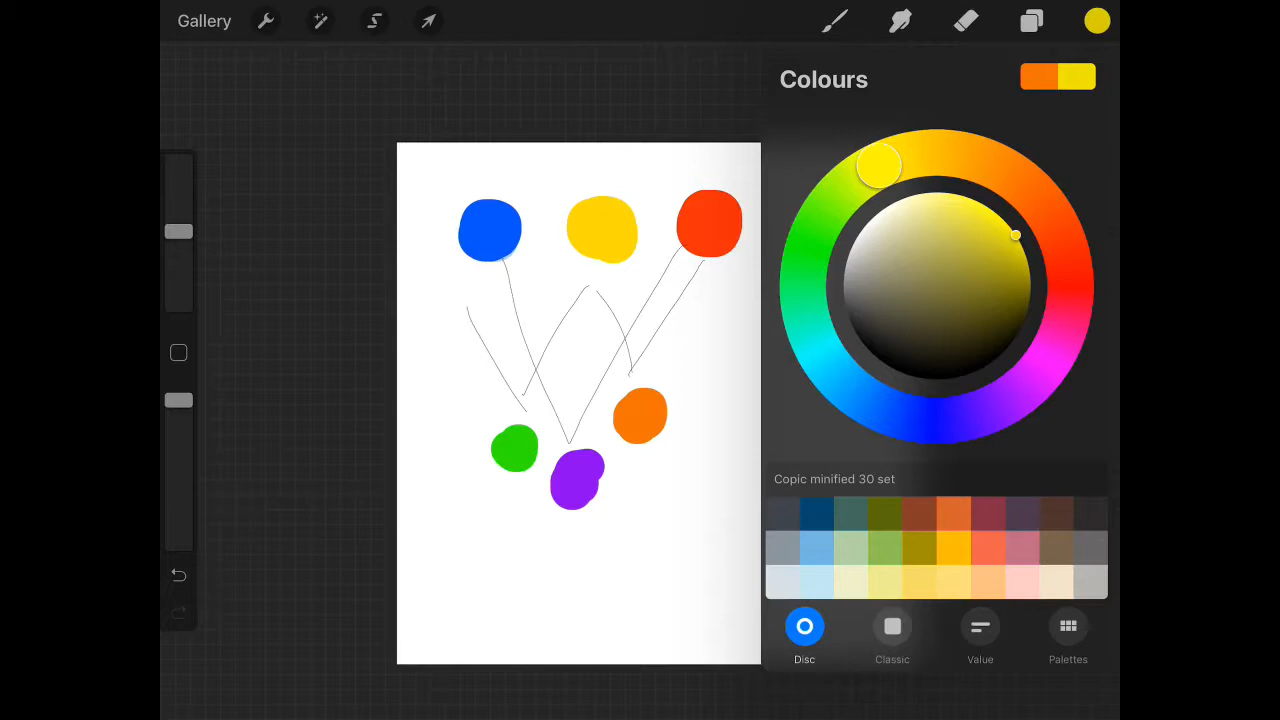 Gallery
Colours
Copic minified 30 set
Disc
Classic
Value
Palettes